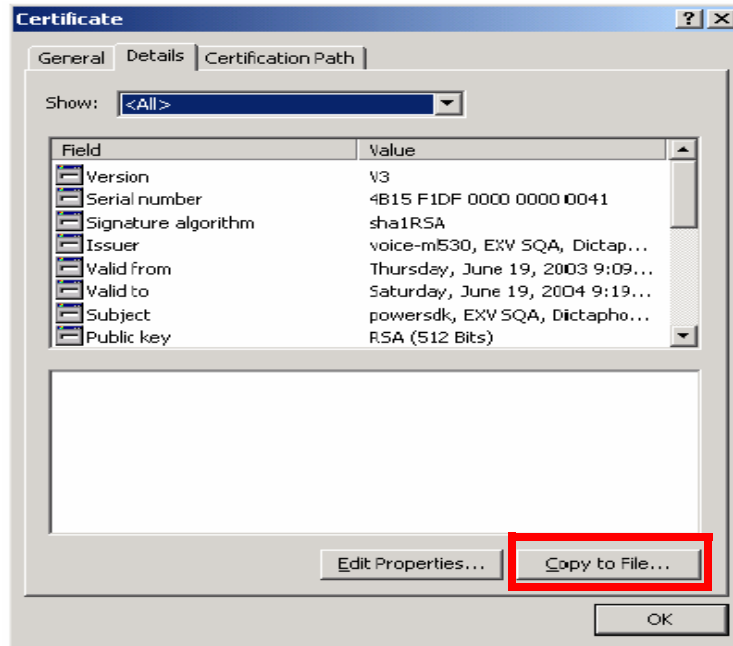 Certificate
General Details Certification Path
Show: <All>
Field Value
Version V3
Serial number 4B15 F1DF 0000 0000 0041
Signature algorithm sha1RSA
Issuer voice-ml530, EXV SQA, Dictap...
Valid from Thursday, June 19, 2003 9:09...
Valid to Saturday, June 19, 2004 9:19...
Subject powersdk, EXV SQA, Dictapho...
Public key RSA (512 Bits)
Edit Properties... Copy to File...
OK